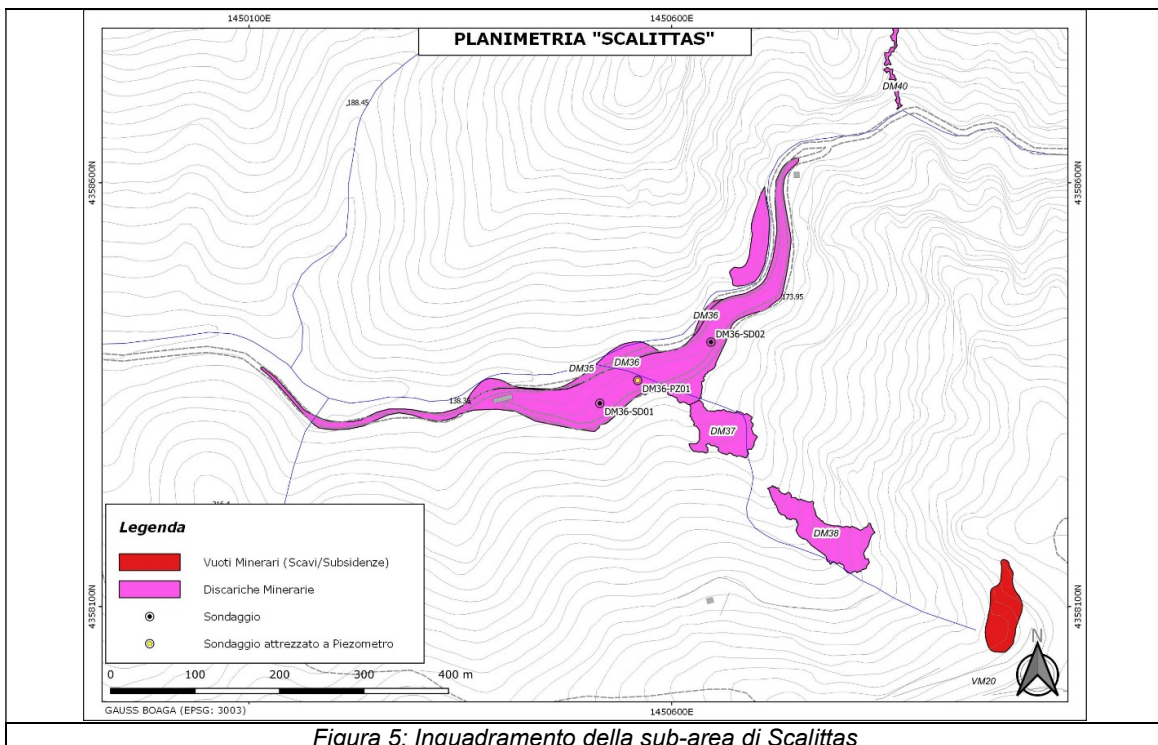 1450100E
1450600E
PLANIMETRIA "SCALITTAS"
DM40
188.45
4358600N
4358600N
173.95
DM36
DM36-SD02
DM35
DM36
DM36-PZ01
138.35
DM36-SD01
DM37
DM38
Legenda
Vuoti Minerari (Scavi/Subsidenze)
Discariche Minerarie
Sondaggio
Sondaggio attrezzato a Piezometro
4358100N
4358100N
N
VM20
0 100 200 300 400 m
GAUSS BOAGA (EPSG: 3003)
1450600E
Figura 5: Inquadramento della sub-area di Scalittas